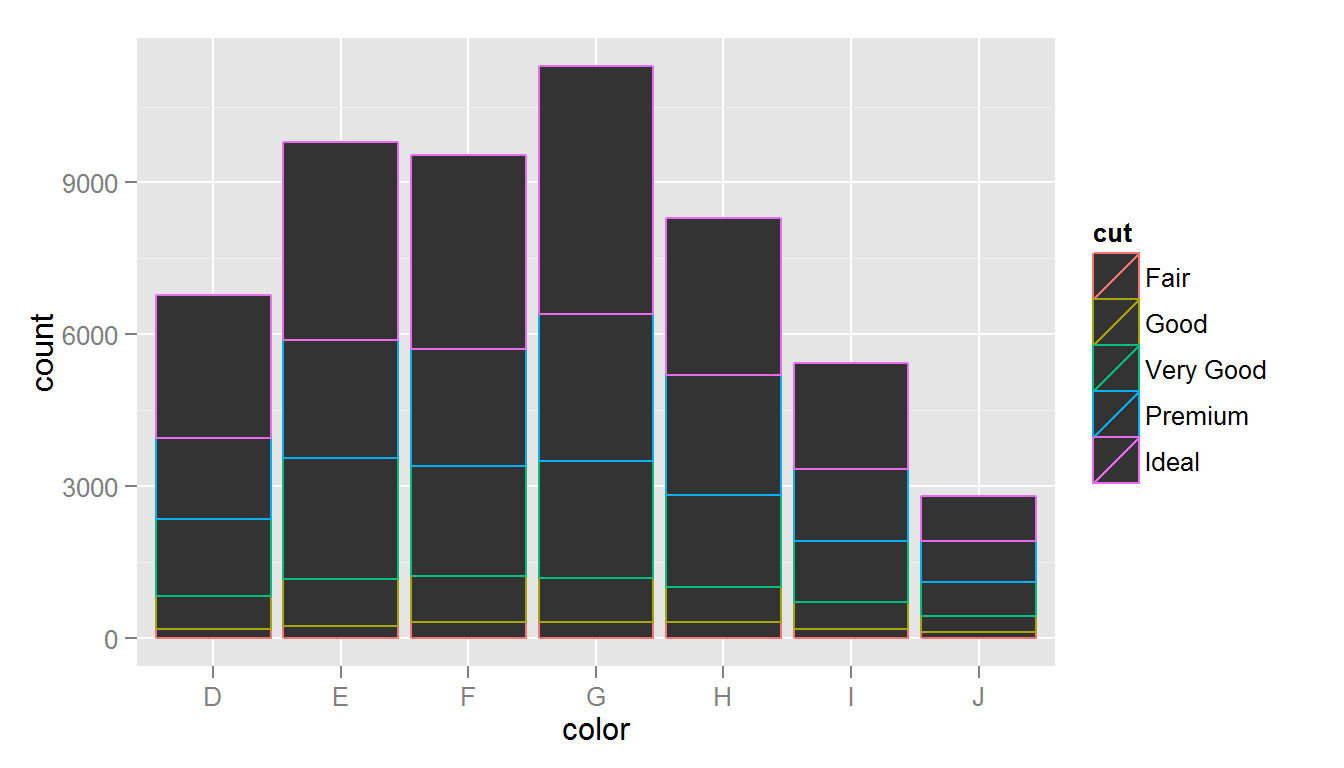 count
9000
6000
3000
0
D E F G H I J
color
cut
Fair
Good
Very Good
Premium
Ideal